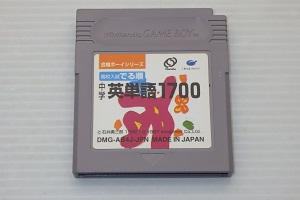 Nintendo GAME BOY
合格ボーイシリーズ
高校入試 でる順
中学
英単語1700
DMG-AB4J-JPN MADE IN JAPAN